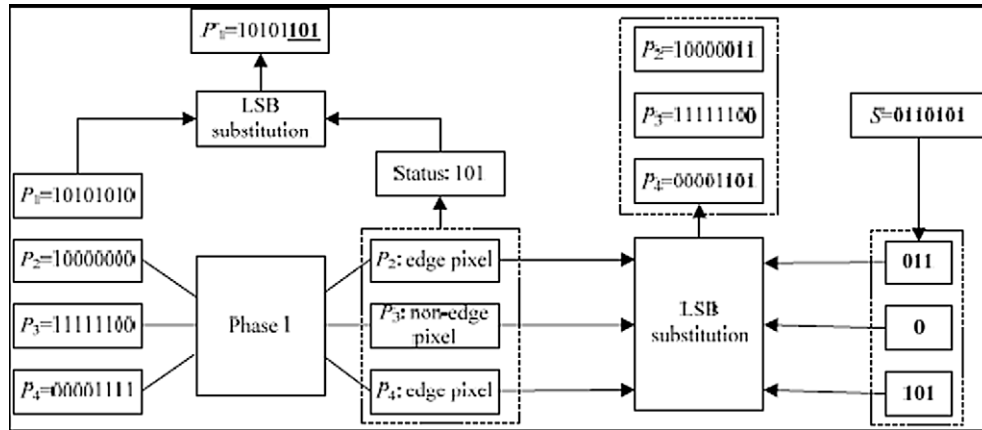 P'₁=10101101
LSB
substitution
P₁=10101010
Status: 101
P₂=10000000
P₃=11111100
P₄=00001111
Phase I
P₂: edge pixel
P₃: non-edge
pixel
P₄: edge pixel
P₂=10000011
P₃=11111100
P₄=00001101
LSB
substitution
S=0110101
011
0
101